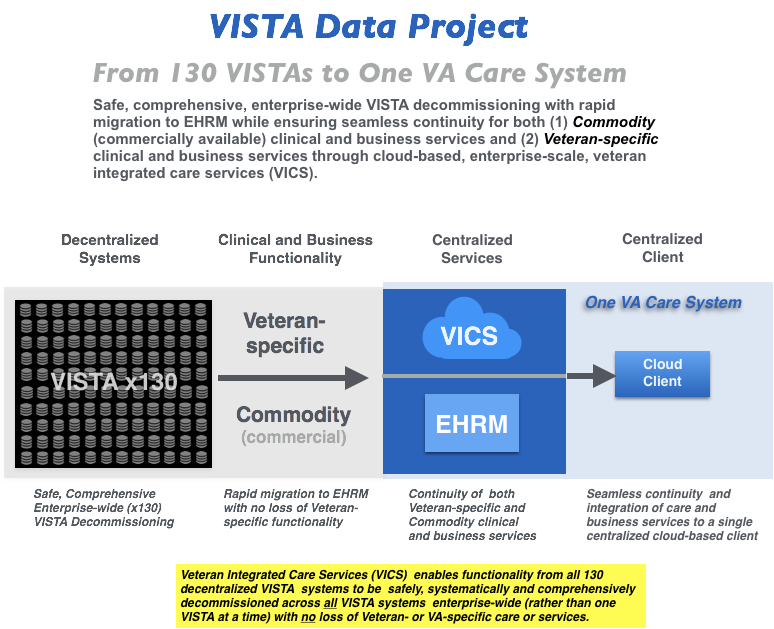 VISTA Data Project
From 130 VISTAs to One VA Care System
Safe, comprehensive, enterprise-wide VISTA decommissioning with rapid
migration to EHRM while ensuring seamless continuity for both (1) Commodity
(commercially available) clinical and business services and (2) Veteran-specific
clinical and business services through cloud-based, enterprise-scale, veteran
integrated care services (VICS).
Decentralized
Systems
Clinical and Business
Functionality
Centralized
Services
Centralized
Client
VISTA x130
Veteran-
specific
Commodity
(commercial)
VICS
EHRM
One VA Care System
Cloud
Client
Safe, Comprehensive
Enterprise-wide (x130)
VISTA Decommissioning
Rapid migration to EHRM
with no loss of Veteran-
specific functionality
Continuity of both
Veteran-specific and
Commodity clinical
and business services
Seamless continuity and
integration of care and
business services to a single
centralized cloud-based client
Veteran Integrated Care Services (VICS) enables functionality from all 130
decentralized VISTA systems to be safely, systematically and comprehensively
decommissioned across all VISTA systems enterprise-wide (rather than one
VISTA at a time) with no loss of Veteran- or VA-specific care or services.